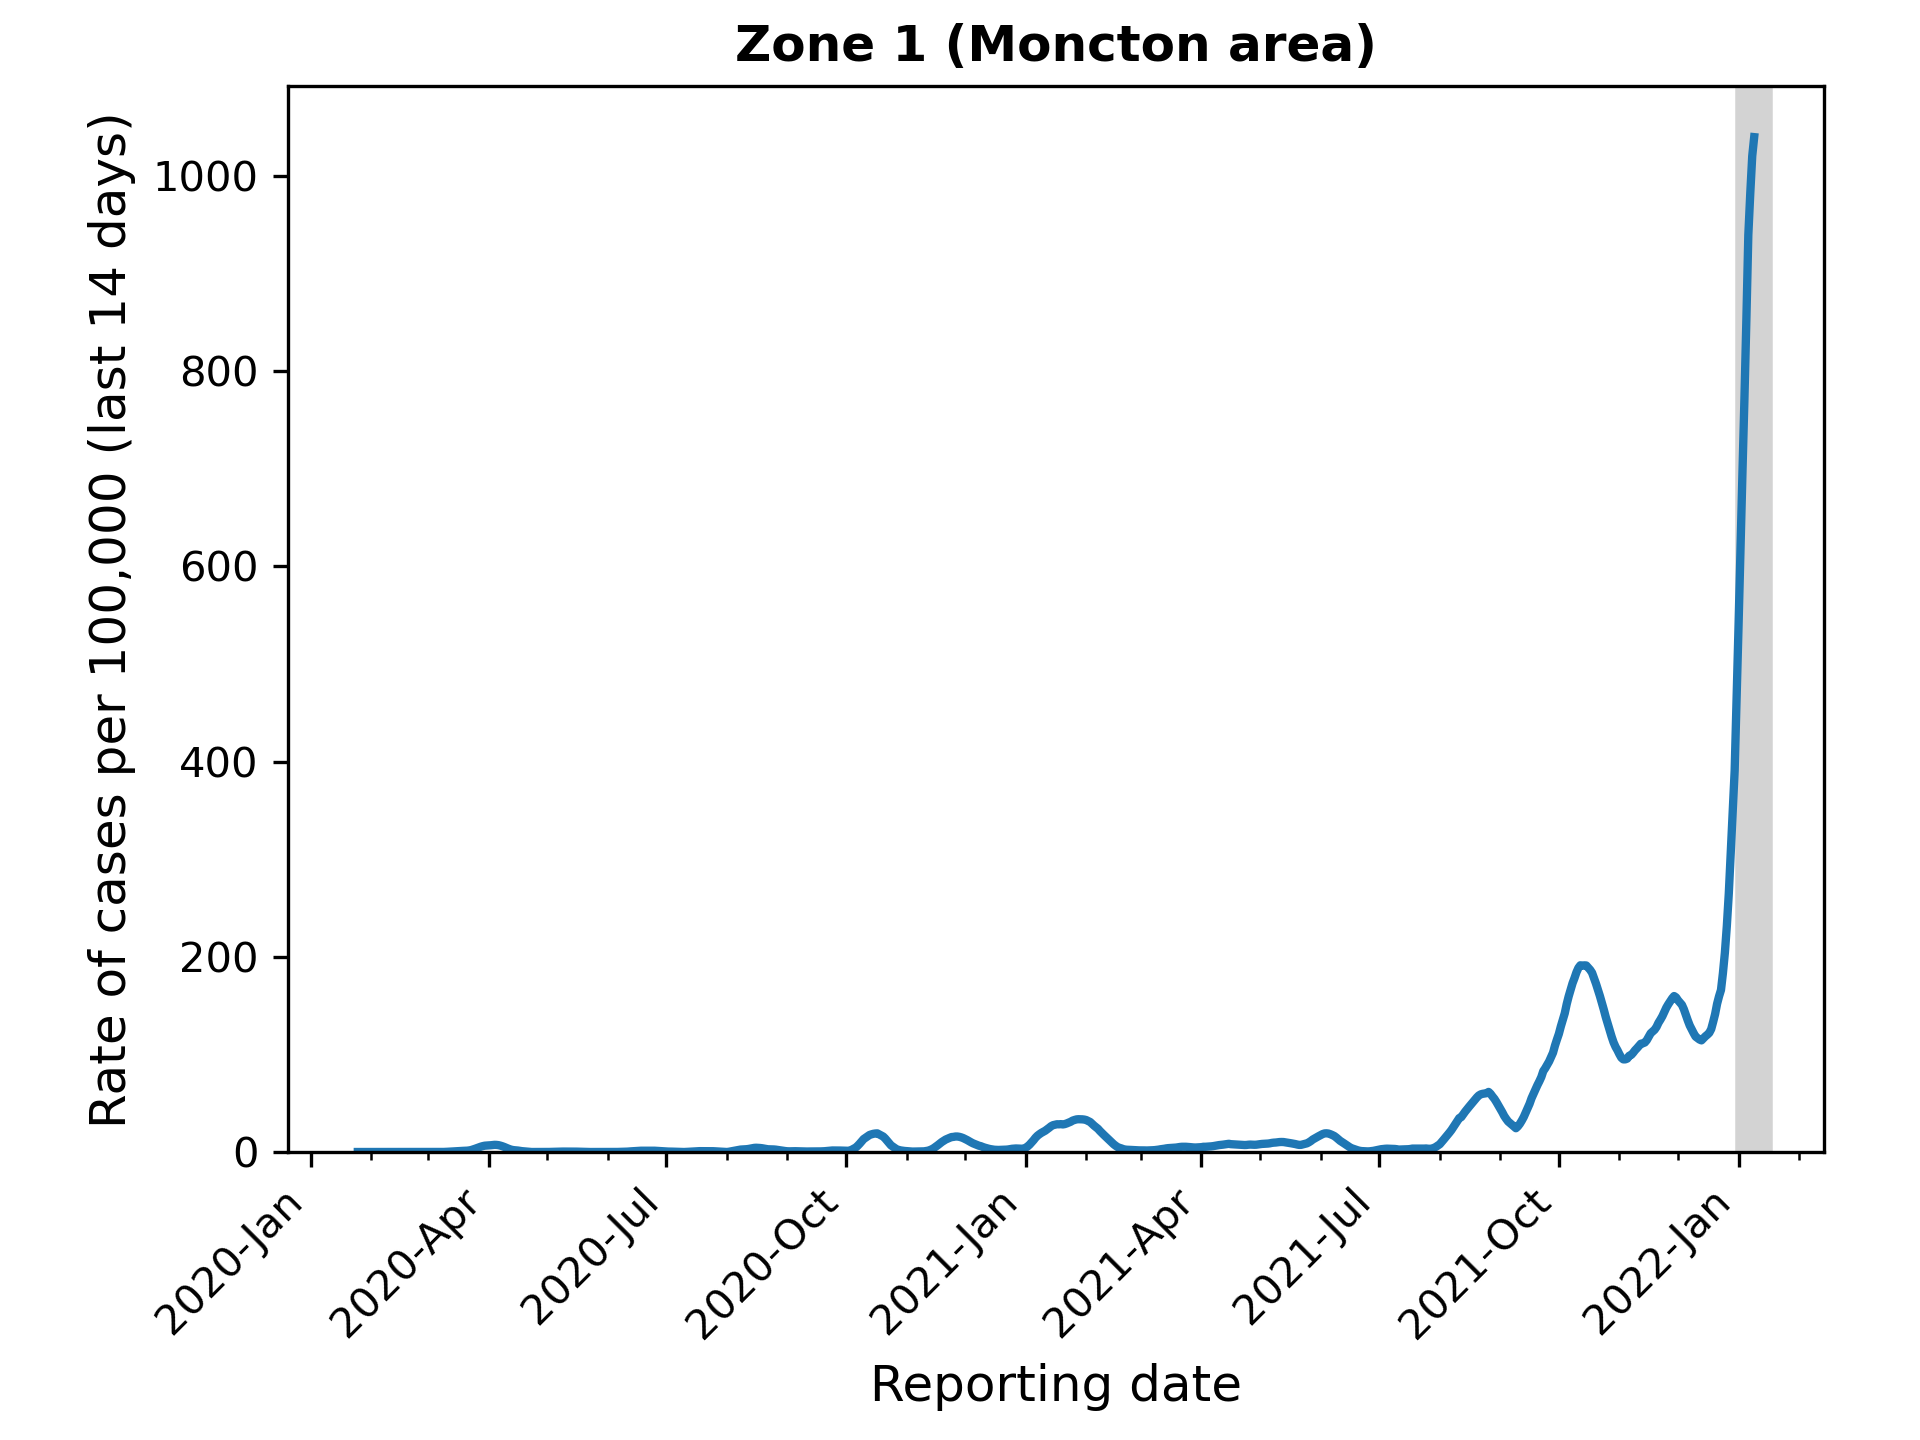 Zone 1 (Moncton area)
Rate of cases per 100,000 (last 14 days)
1000
800
600
400
200
0
2020-Jan
2020-Apr
2020-Jul
2020-Oct
2021-Jan
2021-Apr
2021-Jul
2021-Oct
2022-Jan
Reporting date